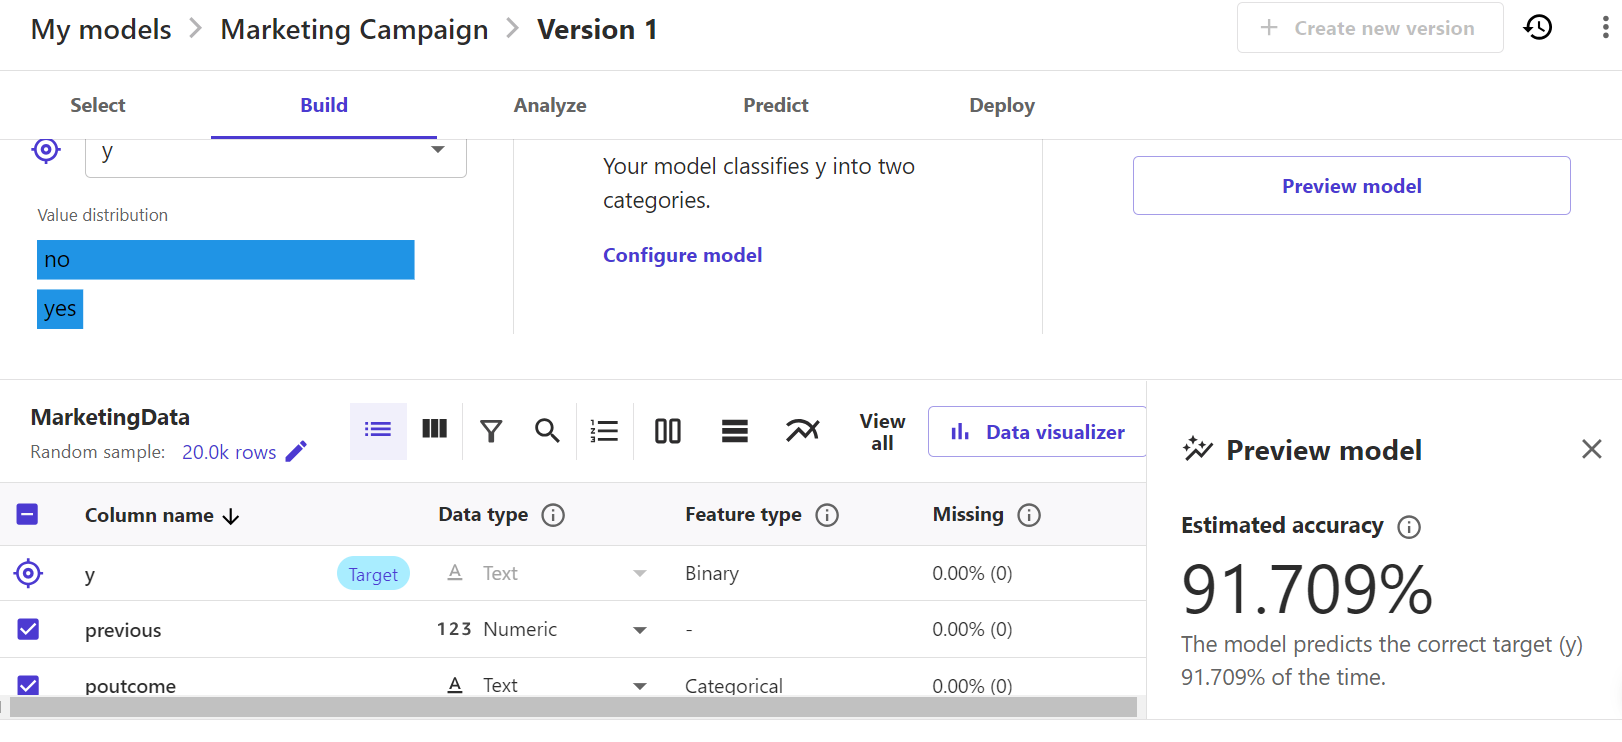 My models > Marketing Campaign > Version 1
+ Create new version
Select
Build
Analyze
Predict
Deploy
y
Value distribution
no
yes
Your model classifies y into two
categories.
Configure model
Preview model
MarketingData
Random sample: 20.0k rows
View
all
Data visualizer
Column name
Data type
Feature type
Missing
y
Target
Text
Binary
0.00% (0)
previous
123 Numeric
-
0.00% (0)
poutcome
Text
Categorical
0.00% (0)
Preview model
Estimated accuracy
91.709%
The model predicts the correct target (y)
91.709% of the time.